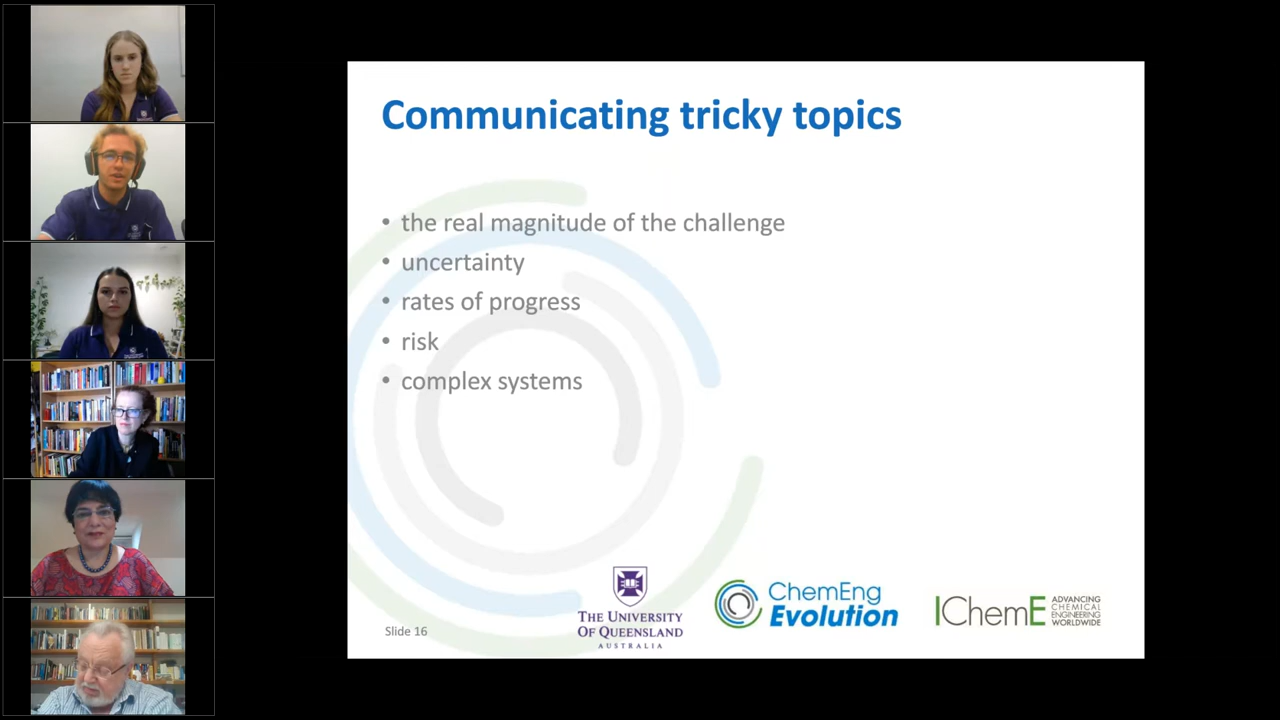 Communicating tricky topics
• the real magnitude of the challenge
• uncertainty
• rates of progress
• risk
• complex systems
Slide 16
THE UNIVERSITY
OF QUEENSLAND
AUSTRALIA
ChemEng
Evolution
IChemE
ADVANCING
CHEMICAL
ENGINEERING
WORLDWIDE